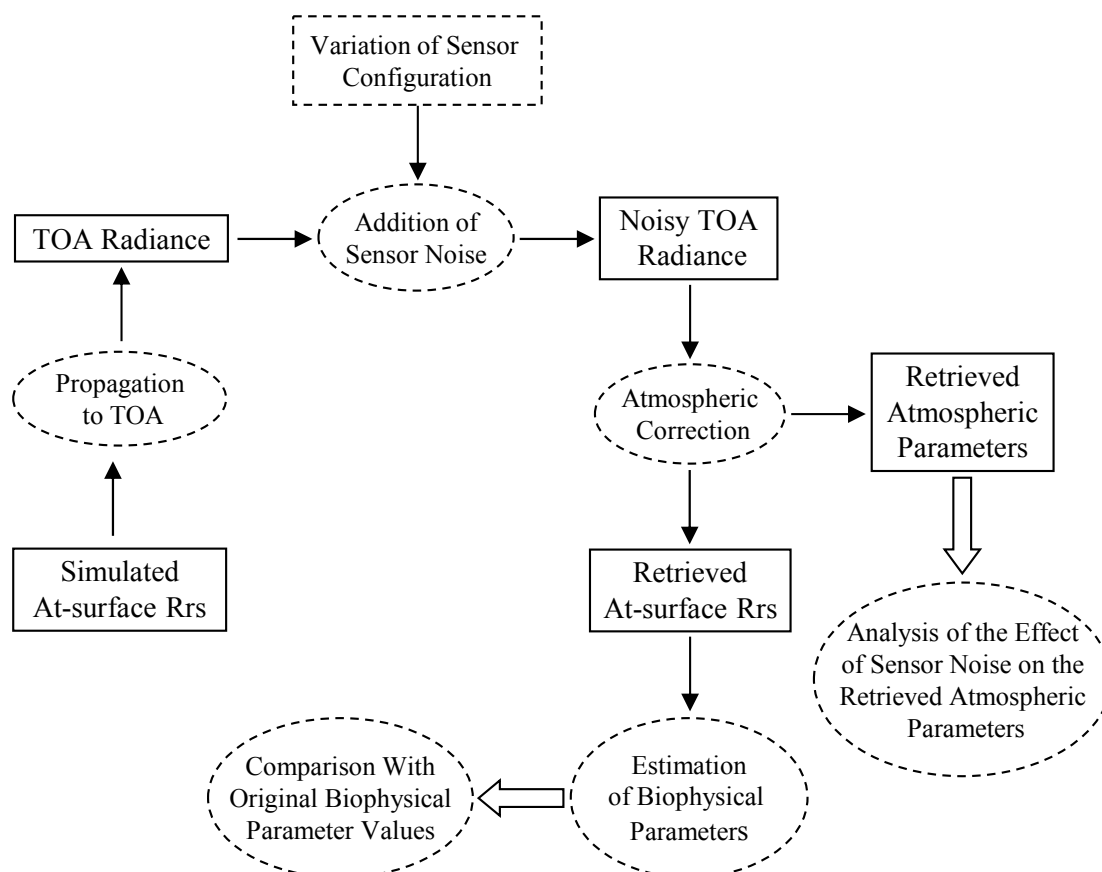 Variation of Sensor
Configuration
TOA Radiance
Addition of
Sensor Noise
Noisy TOA
Radiance
Propagation
to TOA
Atmospheric
Correction
Retrieved
Atmospheric
Parameters
Simulated
At-surface Rrs
Retrieved
At-surface Rrs
Analysis of the Effect
of Sensor Noise on the
Retrieved Atmospheric
Parameters
Comparison With
Original Biophysical
Parameter Values
Estimation
of Biophysical
Parameters